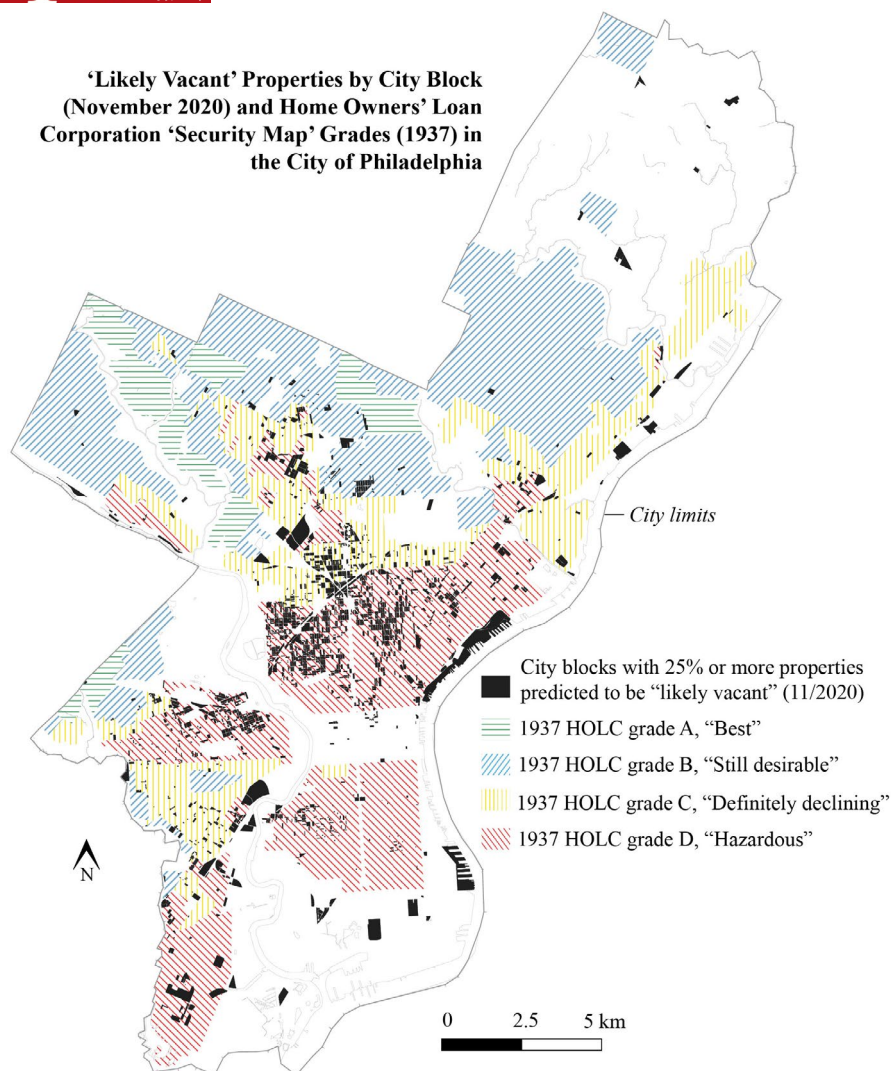 ‘Likely Vacant’ Properties by City Block
(November 2020) and Home Owners’ Loan
Corporation ‘Security Map’ Grades (1937) in
the City of Philadelphia
City limits
City blocks with 25% or more properties
predicted to be “likely vacant” (11/2020)
1937 HOLC grade A, “Best”
1937 HOLC grade B, “Still desirable”
1937 HOLC grade C, “Definitely declining”
1937 HOLC grade D, “Hazardous”
N
0 2.5 5 km